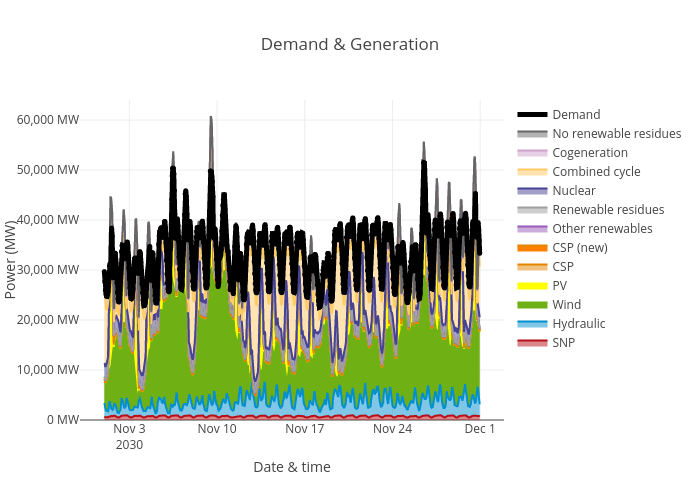 Demand & Generation
60,000 MW
50,000 MW
40,000 MW
30,000 MW
20,000 MW
10,000 MW
0 MW
Power (MW)
Nov 3
2030
Nov 10
Nov 17
Nov 24
Dec 1
Date & time
Demand
No renewable residues
Cogeneration
Combined cycle
Nuclear
Renewable residues
Other renewables
CSP (new)
CSP
PV
Wind
Hydraulic
SNP